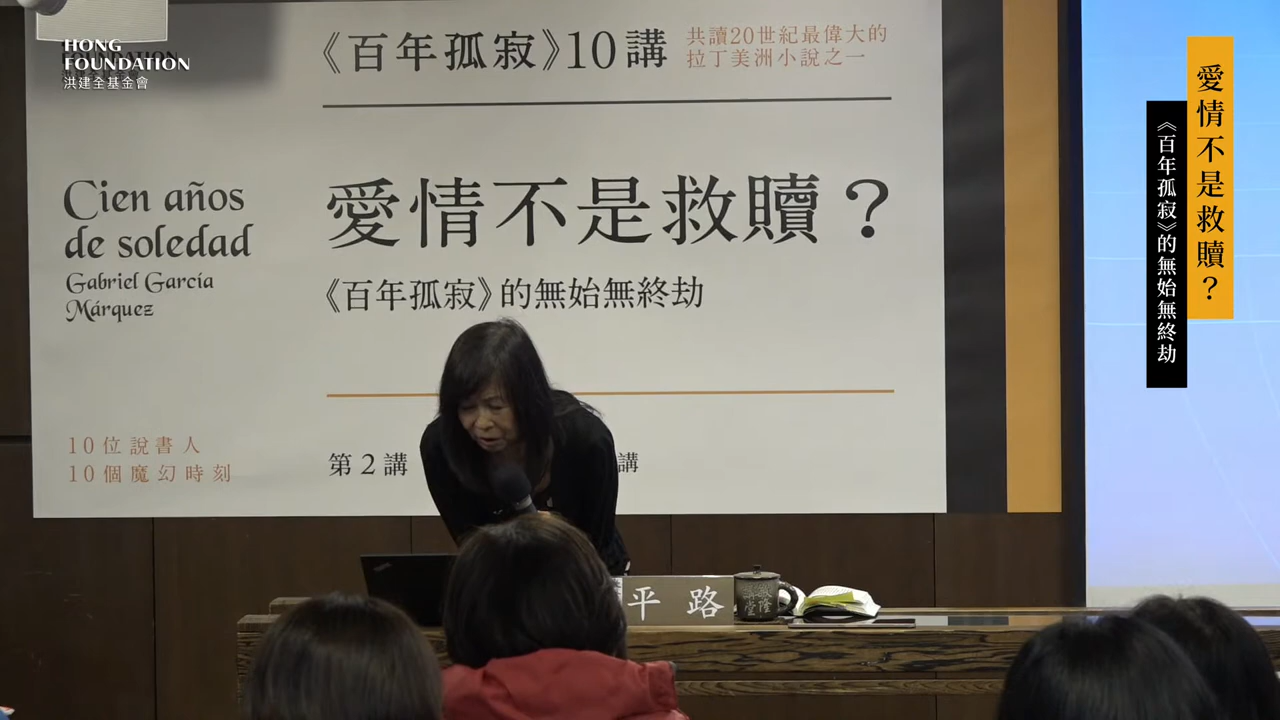 HONG
FOUNDATION
洪建全基金會
《百年孤寂》10講
共讀20世紀最偉大的
拉丁美洲小說之一
Cien años
de soledad
Gabriel García
Márquez
愛情不是救贖？
《百年孤寂》的無始無終劫
10位說書人
10個魔幻時刻
第2講
講
平路
敏隆
講堂
愛情不是救贖？
《百年孤寂》的無始無終劫